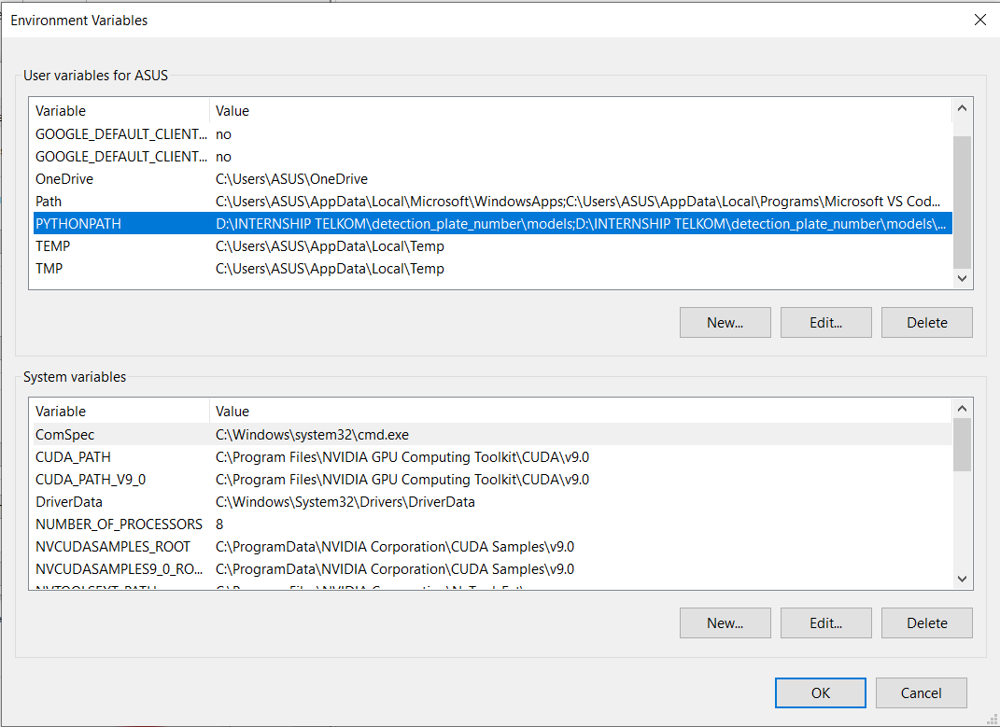 Environment Variables
User variables for ASUS
Variable Value
GOOGLE_DEFAULT_CLIENT... no
GOOGLE_DEFAULT_CLIENT... no
OneDrive C:\Users\ASUS\OneDrive
Path C:\Users\ASUS\AppData\Local\Microsoft\WindowsApps;C:\Users\ASUS\AppData\Local\Programs\Microsoft VS Cod...
PYTHONPATH D:\INTERNSHIP TELKOM\detection_plate_number\models;D:\INTERNSHIP TELKOM\detection_plate_number\models\...
TEMP C:\Users\ASUS\AppData\Local\Temp
TMP C:\Users\ASUS\AppData\Local\Temp
New... Edit... Delete
System variables
Variable Value
ComSpec C:\Windows\system32\cmd.exe
CUDA_PATH C:\Program Files\NVIDIA GPU Computing Toolkit\CUDA\v9.0
CUDA_PATH_V9_0 C:\Program Files\NVIDIA GPU Computing Toolkit\CUDA\v9.0
DriverData C:\Windows\System32\Drivers\DriverData
NUMBER_OF_PROCESSORS 8
NVCUDASAMPLES_ROOT C:\ProgramData\NVIDIA Corporation\CUDA Samples\v9.0
NVCUDASAMPLES9_0_RO... C:\ProgramData\NVIDIA Corporation\CUDA Samples\v9.0
New... Edit... Delete
OK Cancel